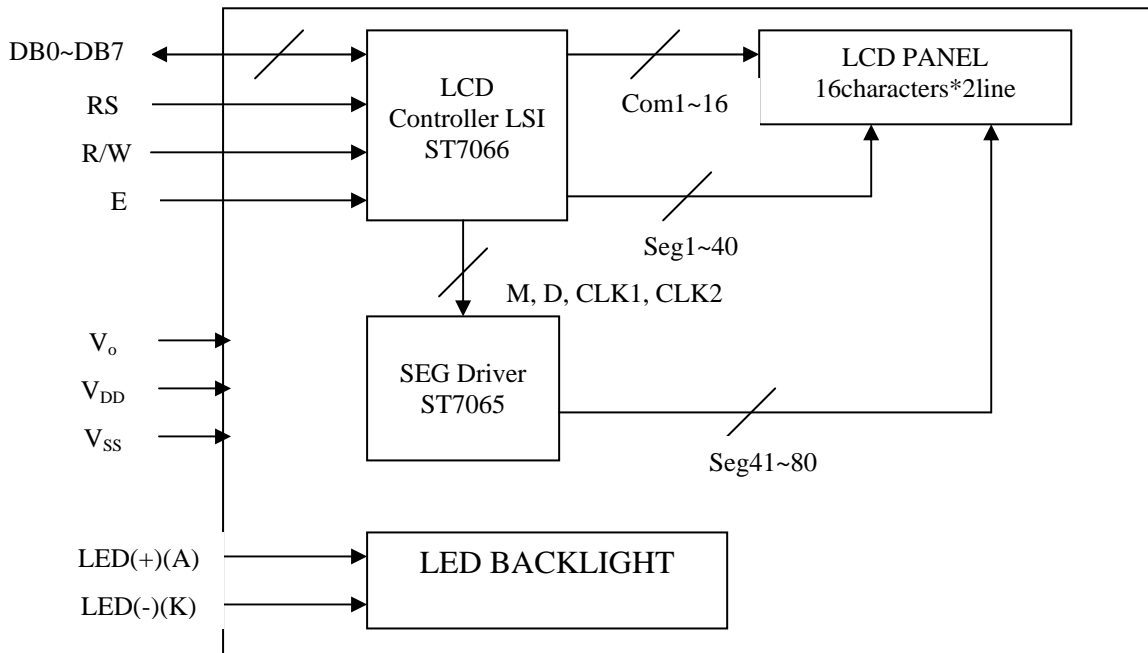 DB0~DB7
RS
R/W
E
LCD
Controller LSI
ST7066
Com1~16
LCD PANEL
16characters*2line
Seg1~40
M, D, CLK1, CLK2
Vo
VDD
VSS
SEG Driver
ST7065
Seg41~80
LED(+)(A)
LED(-)(K)
LED BACKLIGHT